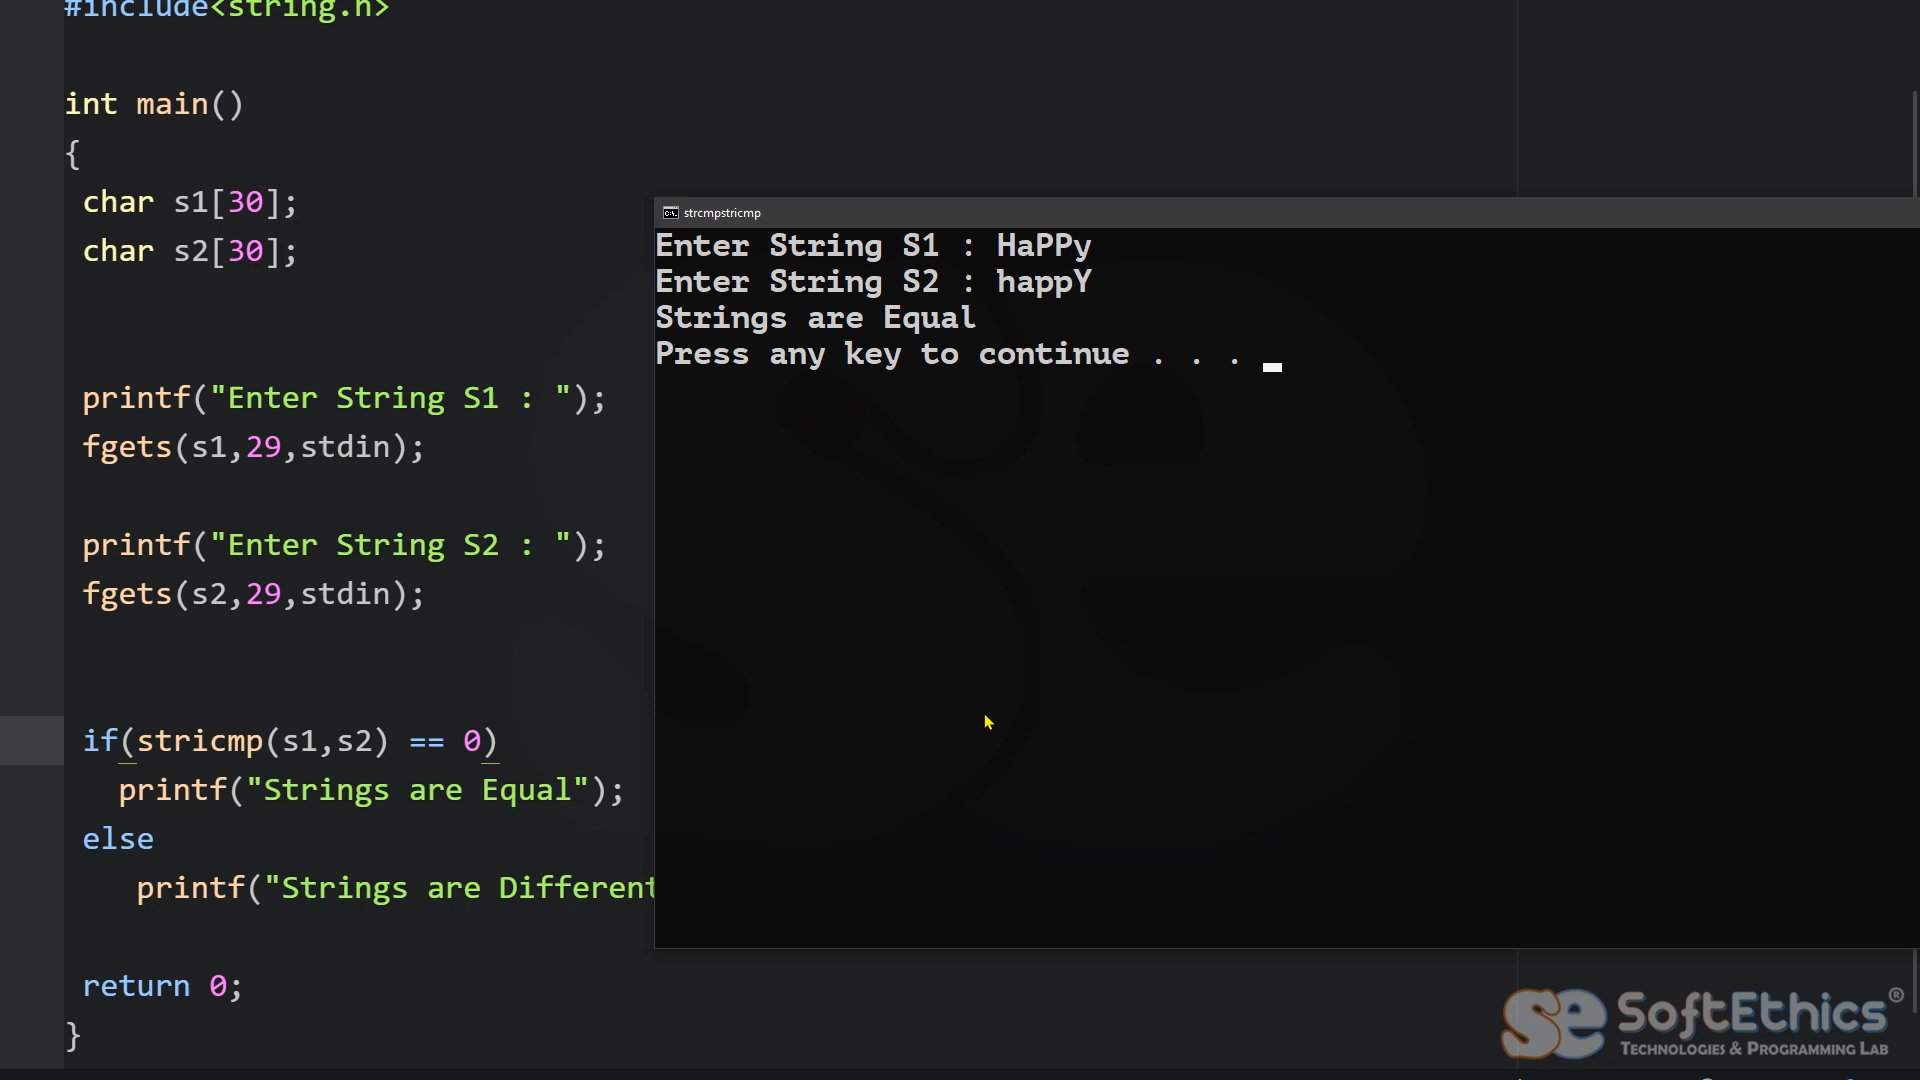 #include<string.h>
int main()
{
char s1[30];
char s2[30];
printf("Enter String S1 : ");
fgets(s1,29,stdin);
printf("Enter String S2 : ");
fgets(s2,29,stdin);
if(stricmp(s1,s2) == 0)
printf("Strings are Equal");
else
printf("Strings are Different
return 0;
}
strcmpstricmp
Enter String S1 : HaPPy
Enter String S2 : happY
Strings are Equal
Press any key to continue . . .
se SoftEthics®
Technologies & Programming Lab